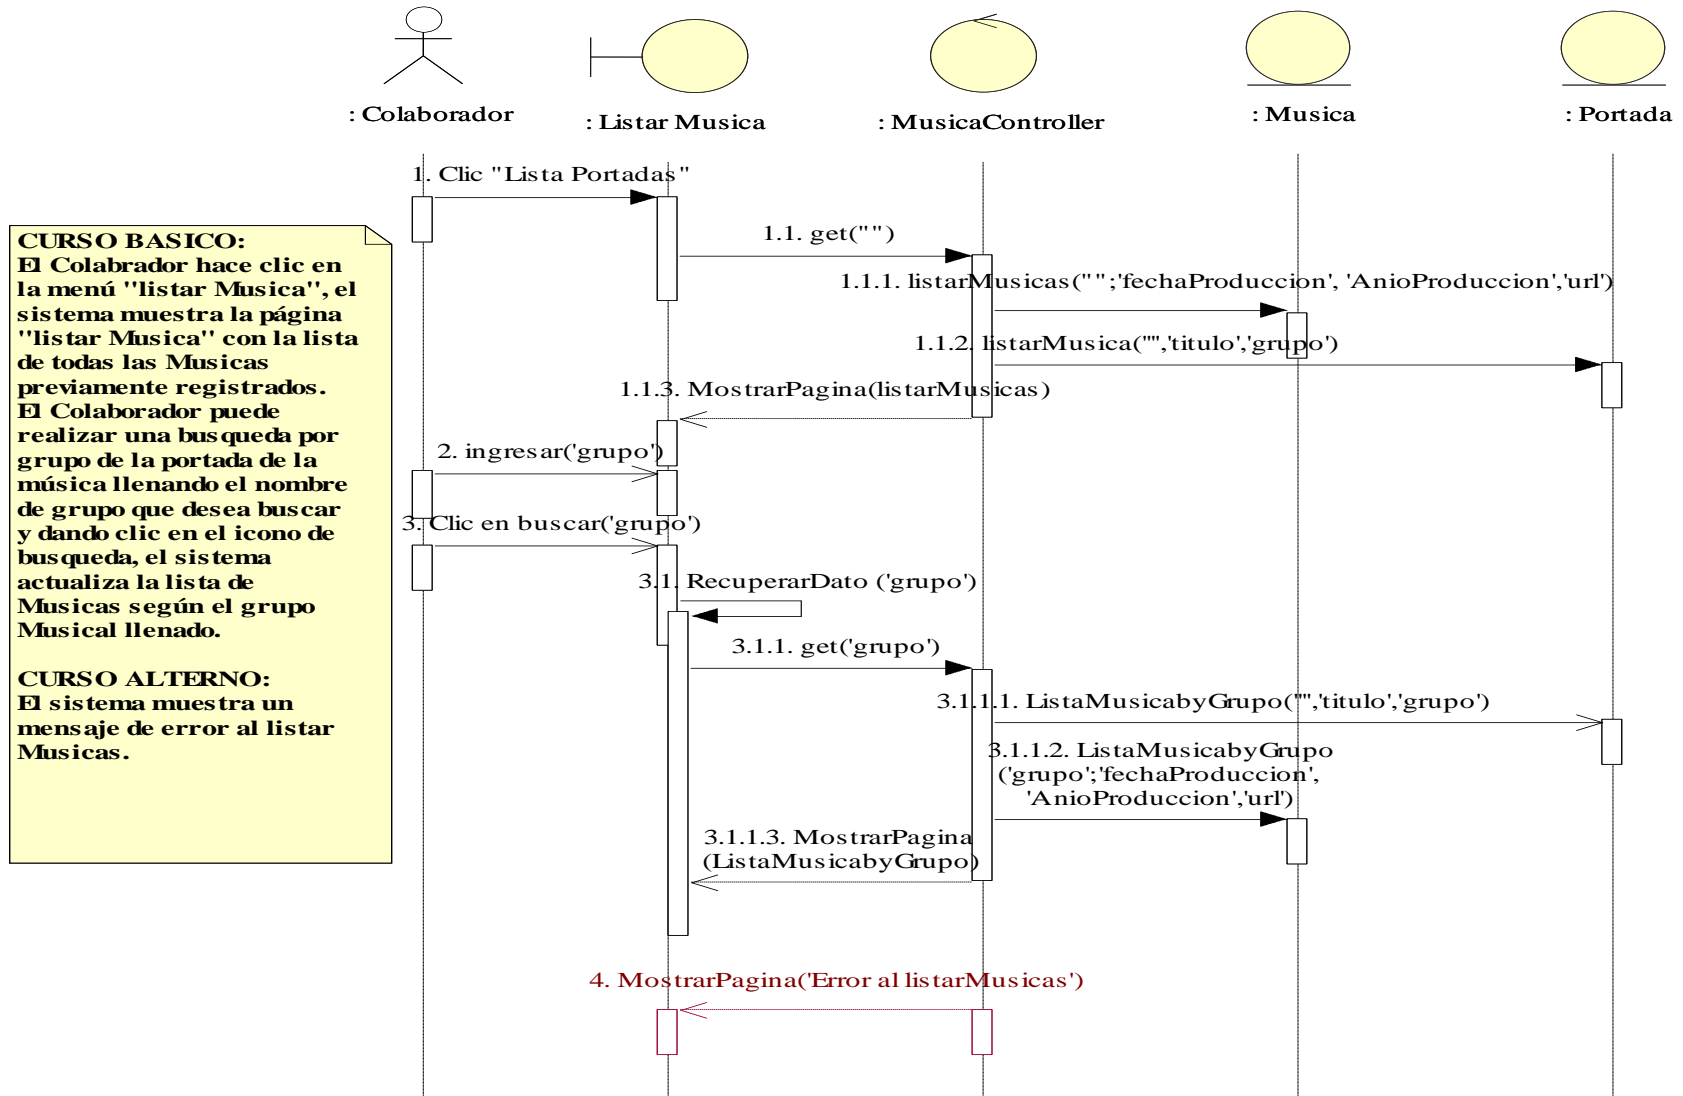 : Colaborador
: Listar Musica
: MusicaController
: Musica
: Portada
1. Clic "Lista Portadas"
CURSO BASICO:
El Colabrador hace clic en
la menú "listar Musica", el
sistema muestra la página
"listar Musica" con la lista
de todas las Musicas
previamente registrados.
El Colaborador puede
realizar una busqueda por
grupo de la portada de la
música llenando el nombre
de grupo que desea buscar
y dando clic en el icono de
busqueda, el sistema
actualiza la lista de
Musicas según el grupo
Musical llenado.
CURSO ALTERNO:
El sistema muestra un
mensaje de error al listar
Musicas.
1.1. get("")
1.1.1. listarMusicas("";'fechaProduccion', 'AnioProduccion','url')
1.1.2. listarMusica("",'titulo','grupo')
1.1.3. MostrarPagina(listarMusicas)
2. ingresar('grupo')
3. Clic en buscar('grupo')
3.1. RecuperarDato ('grupo')
3.1.1. get('grupo')
3.1.1.1. ListaMusicabyGrupo("",'titulo','grupo')
3.1.1.2. ListaMusicabyGrupo
('grupo';'fechaProduccion',
'AnioProduccion','url')
3.1.1.3. MostrarPagina
(ListaMusicabyGrupo)
4. MostrarPagina('Error al listarMusicas')